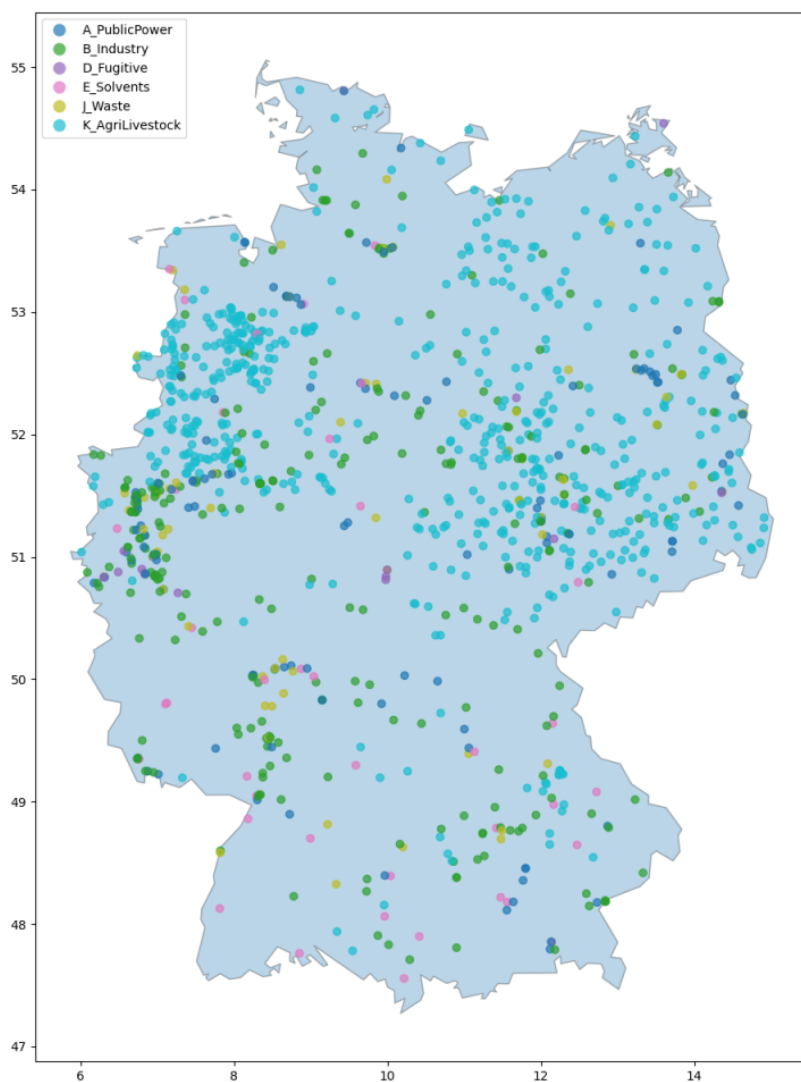 A_PublicPower
B_Industry
D_Fugitive
E_Solvents
J_Waste
K_AgriLivestock
55
54
53
52
51
50
49
48
47
6 8 10 12 14